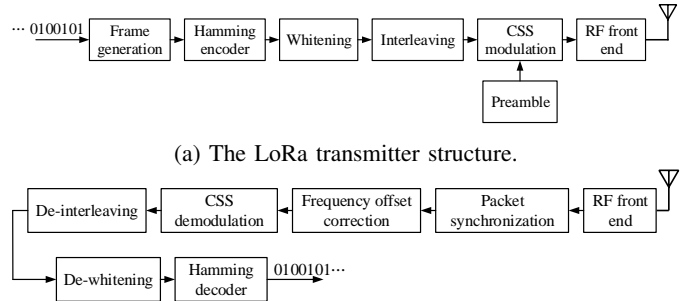 ··· 0100101
Frame
generation
Hamming
encoder
Whitening
Interleaving
CSS
modulation
RF front
end
Preamble
(a) The LoRa transmitter structure.
De-interleaving
CSS
demodulation
Frequency offset
correction
Packet
synchronization
RF front
end
De-whitening
Hamming
decoder
0100101···